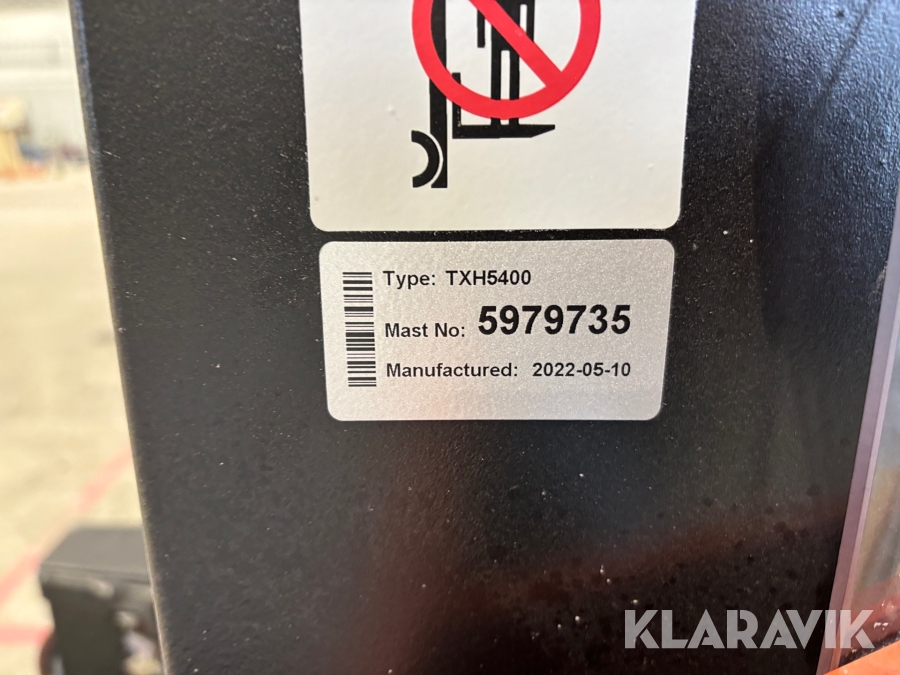 Type: TXH5400
Mast No: 5979735
Manufactured: 2022-05-10
KLARAVIK